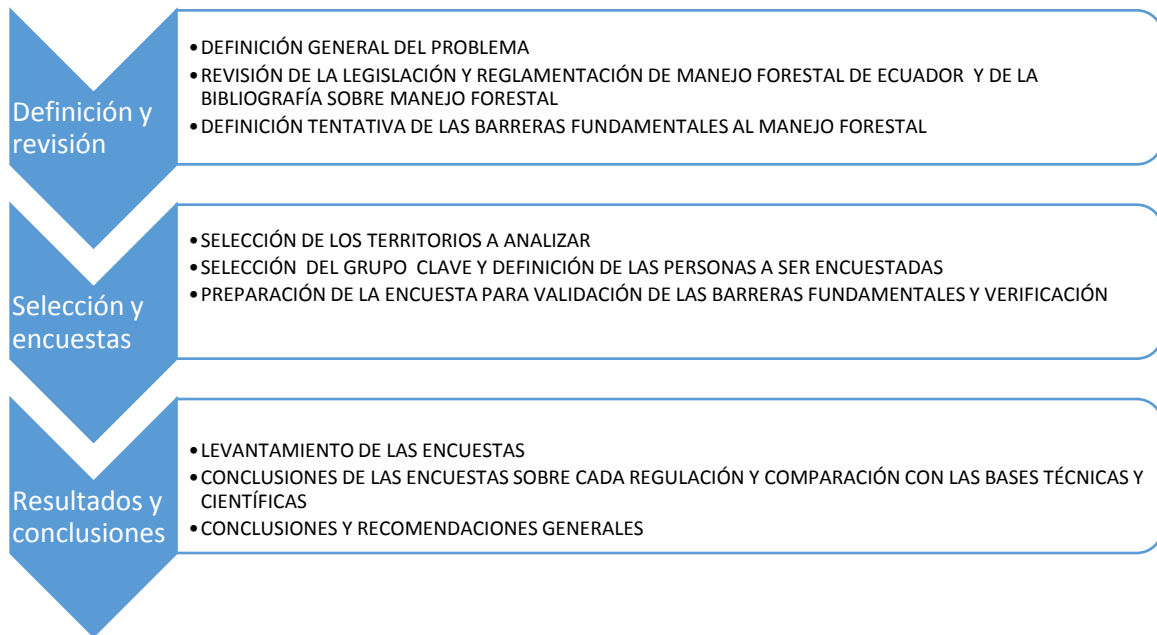 Definición y
revisión
•DEFINICIÓN GENERAL DEL PROBLEMA
•REVISIÓN DE LA LEGISLACIÓN Y REGLAMENTACIÓN DE MANEJO FORESTAL DE ECUADOR Y DE LA
BIBLIOGRAFÍA SOBRE MANEJO FORESTAL
•DEFINICIÓN TENTATIVA DE LAS BARRERAS FUNDAMENTALES AL MANEJO FORESTAL
Selección y
encuestas
•SELECCIÓN DE LOS TERRITORIOS A ANALIZAR
•SELECCIÓN DEL GRUPO CLAVE Y DEFINICIÓN DE LAS PERSONAS A SER ENCUESTADAS
•PREPARACIÓN DE LA ENCUESTA PARA VALIDACIÓN DE LAS BARRERAS FUNDAMENTALES Y VERIFICACIÓN
Resultados y
conclusiones
•LEVANTAMIENTO DE LAS ENCUESTAS
•CONCLUSIONES DE LAS ENCUESTAS SOBRE CADA REGULACIÓN Y COMPARACIÓN CON LAS BASES TÉCNICAS Y
CIENTÍFICAS
•CONCLUSIONES Y RECOMENDACIONES GENERALES